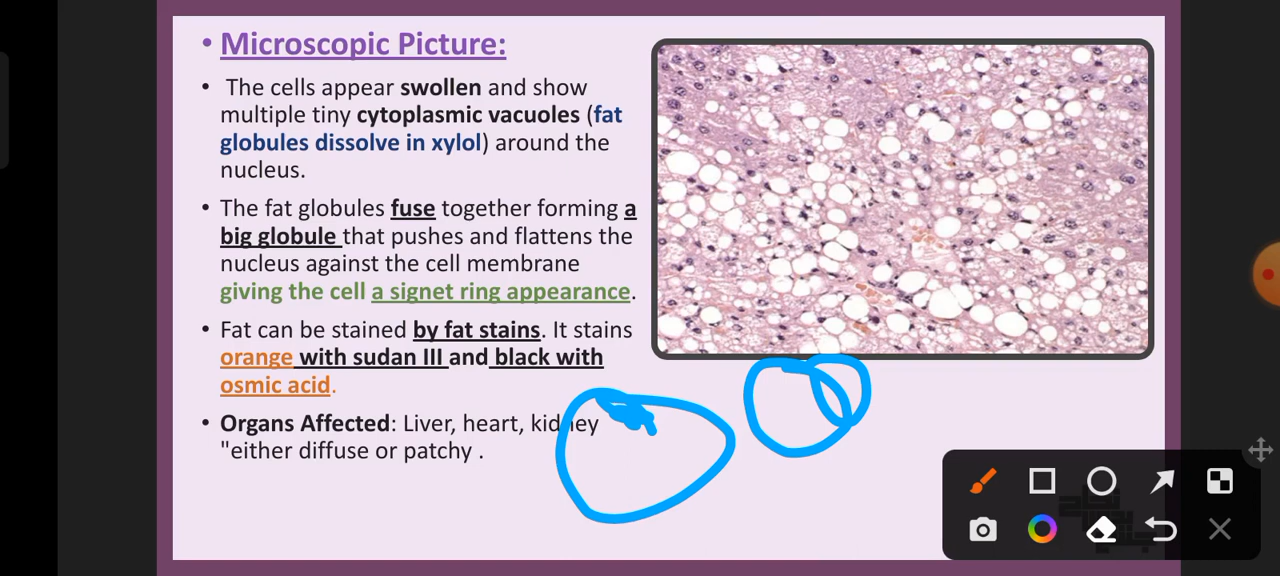 • Microscopic Picture:
• The cells appear swollen and show
multiple tiny cytoplasmic vacuoles (fat
globules dissolve in xylol) around the
nucleus.
• The fat globules fuse together forming a
big globule that pushes and flattens the
nucleus against the cell membrane
giving the cell a signet ring appearance.
• Fat can be stained by fat stains. It stains
orange with sudan III and black with
osmic acid.
• Organs Affected: Liver, heart, kidney
"either diffuse or patchy .